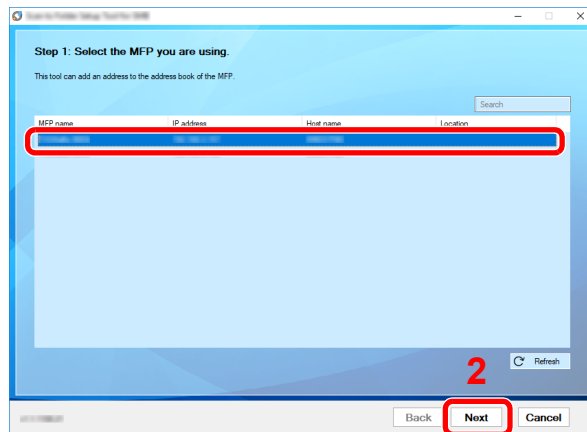 Step 1: Select the MFP you are using.
This tool can add an address to the address book of the MFP.
Search
MFP name IP address Host name Location
Refresh
2
Back Next Cancel